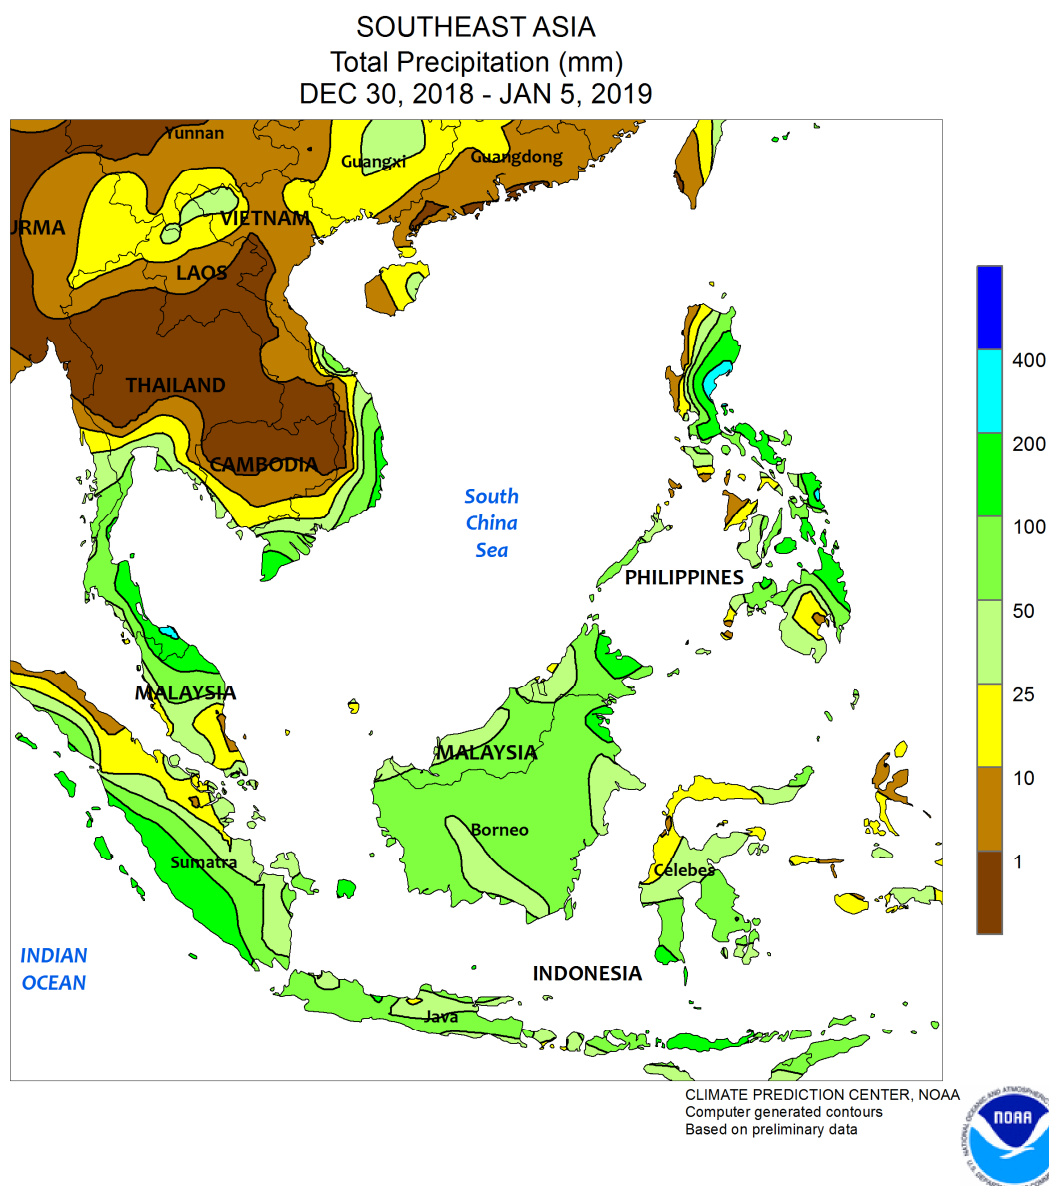 SOUTHEAST ASIA
Total Precipitation (mm)
DEC 30, 2018 - JAN 5, 2019
Yunnan
Guangxi
Guangdong
URMA
VIETNAM
LAOS
THAILAND
CAMBODIA
South
China
Sea
PHILIPPINES
MALAYSIA
MALAYSIA
Borneo
Sumatra
Celebes
INDIAN
OCEAN
INDONESIA
Java
400
200
100
50
25
10
1
CLIMATE PREDICTION CENTER, NOAA
Computer generated contours
Based on preliminary data
NOAA